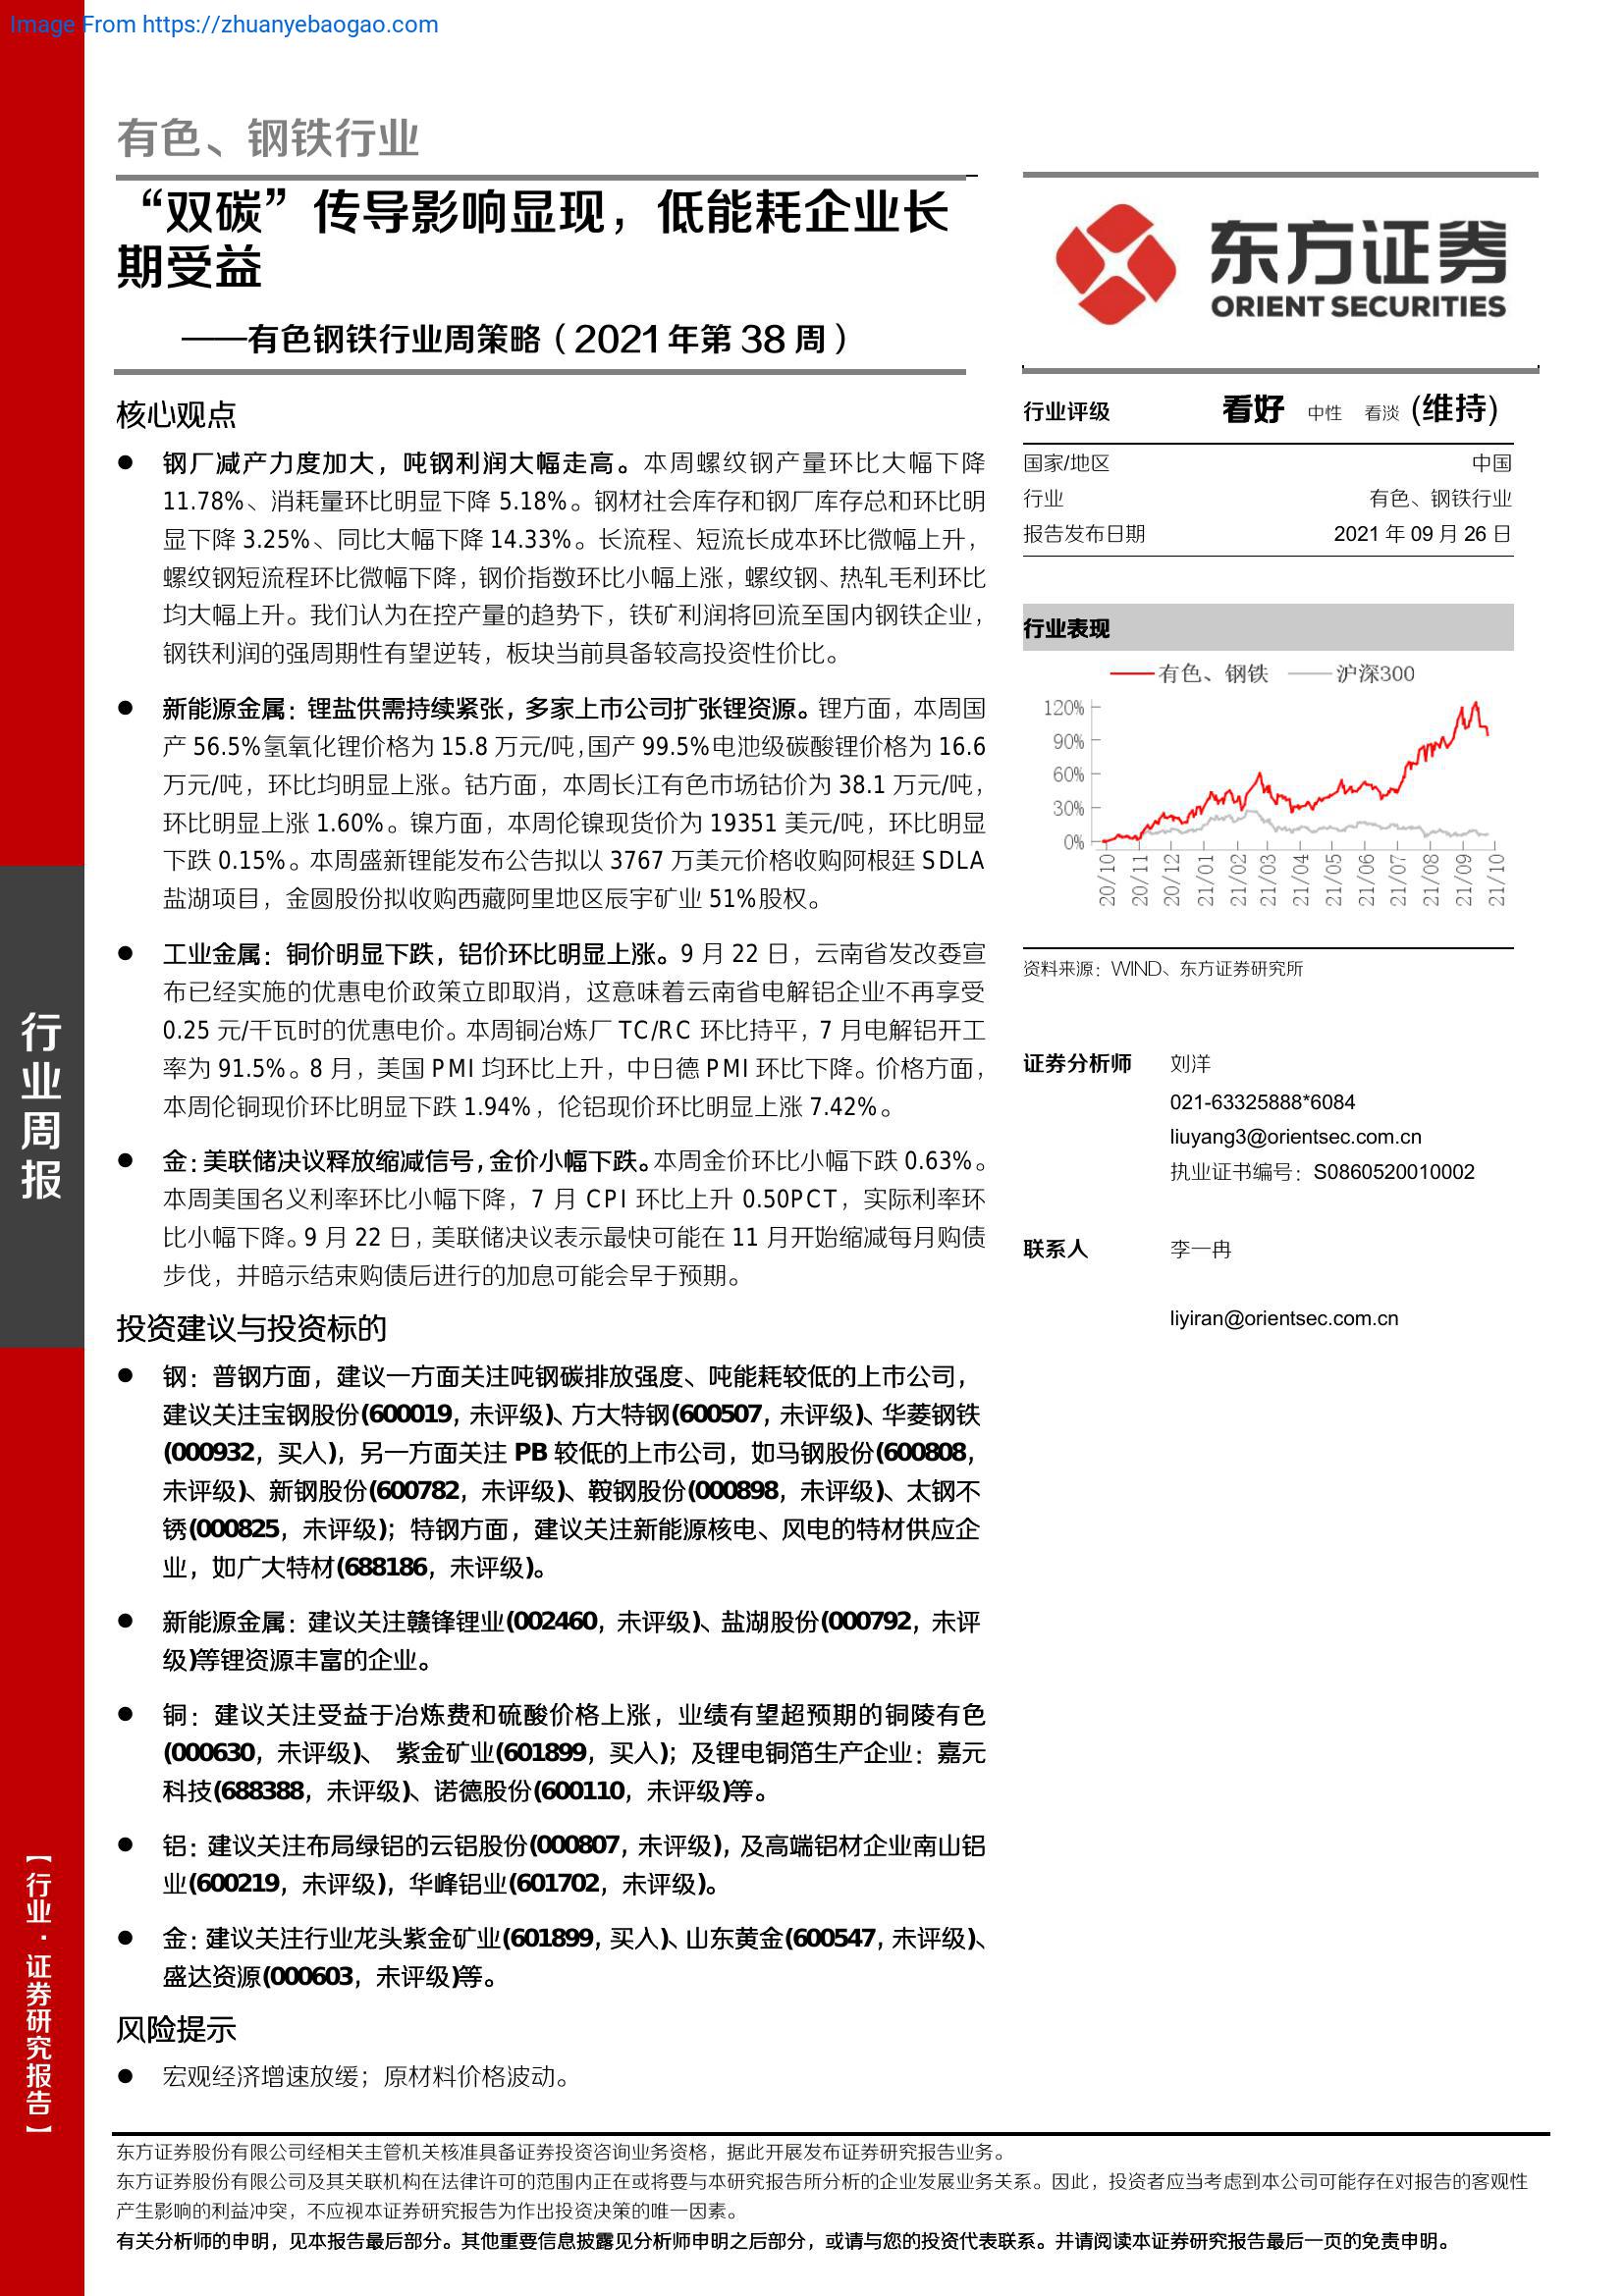 Image From https://zhuanyebaogao.com
有色、钢铁行业
“双碳”传导影响显现，低能耗企业长
期受益
——有色钢铁行业周策略（2021年第 38 周）
东方证券
ORIENT SECURITIES
核心观点
● 钢厂减产力度加大，吨钢利润大幅走高。本周螺纹钢产量环比大幅下降
11.78%、消耗量环比明显下降 5.18%。钢材社会库存和钢厂库存总和环比明
显下降 3.25%、同比大幅下降 14.33%。长流程、短流长成本环比微幅上升，
螺纹钢短流程环比微幅下降，钢价指数环比小幅上涨，螺纹钢、热轧毛利环比
均大幅上升。我们认为在控产量的趋势下，铁矿利润将回流至国内钢铁企业，
钢铁利润的强周期性有望逆转，板块当前具备较高投资性价比。
● 新能源金属：锂盐供需持续紧张，多家上市公司扩张锂资源。锂方面，本周国
产 56.5%氢氧化锂价格为 15.8 万元/吨，国产 99.5%电池级碳酸锂价格为 16.6
万元/吨，环比均明显上涨。钴方面，本周长江有色市场钴价为 38.1 万元/吨，
环比明显上涨 1.60%。镍方面，本周伦镍现货价为 19351 美元/吨，环比明显
下跌 0.15%。本周盛新锂能发布公告拟以 3767 万美元价格收购阿根廷 SDLA
盐湖项目，金圆股份拟收购西藏阿里地区辰宇矿业 51%股权。
● 工业金属：铜价明显下跌，铝价环比明显上涨。9 月 22 日，云南省发改委宣
布已经实施的优惠电价政策立即取消，这意味着云南省电解铝企业不再享受
0.25 元/千瓦时的优惠电价。本周铜冶炼厂 TC/RC 环比持平，7 月电解铝开工
率为 91.5%。8 月，美国 PMI 均环比上升，中日德 PMI 环比下降。价格方面，
本周伦铜现价环比明显下跌 1.94%，伦铝现价环比明显上涨 7.42%。
● 金：美联储决议释放缩减信号，金价小幅下跌。本周金价环比小幅下跌 0.63%。
本周美国名义利率环比小幅下降，7 月 CPI 环比上升 0.50PCT，实际利率环
比小幅下降。9 月 22 日，美联储决议表示最快可能在 11 月开始缩减每月购债
步伐，并暗示结束购债后进行的加息可能会早于预期。
投资建议与投资标的
● 钢：普钢方面，建议一方面关注吨钢碳排放强度、吨能耗较低的上市公司，
建议关注宝钢股份(600019，未评级)、方大特钢(600507，未评级)、华菱钢铁
(000932，买入)，另一方面关注 PB 较低的上市公司，如马钢股份(600808，
未评级)、新钢股份(600782，未评级)、鞍钢股份(000898，未评级)、太钢不
锈(000825，未评级)；特钢方面，建议关注新能源核电、风电的特材供应企
业，如广大特材(688186，未评级)。
● 新能源金属：建议关注赣锋锂业(002460，未评级)、盐湖股份(000792，未评
级)等锂资源丰富的企业。
● 铜：建议关注受益于冶炼费和硫酸价格上涨，业绩有望超预期的铜陵有色
(000630，未评级)、 紫金矿业(601899，买入)；及锂电铜箔生产企业：嘉元
科技(688388，未评级)、诺德股份(600110，未评级)等。
● 铝：建议关注布局绿铝的云铝股份(000807，未评级)，及高端铝材企业南山铝
业(600219，未评级)，华峰铝业(601702，未评级)。
● 金：建议关注行业龙头紫金矿业(601899，买入)、山东黄金(600547，未评级)、
盛达资源(000603，未评级)等。
风险提示
● 宏观经济增速放缓；原材料价格波动。
行业评级 看好 中性 看淡 (维持)
国家/地区 中国
行业 有色、钢铁行业
报告发布日期 2021 年 09 月 26 日
行业表现
有色、钢铁 沪深300
120%
90%
60%
30%
0%
20/10 20/11 20/12 21/01 21/02 21/03 21/04 21/05 21/06 21/07 21/08 21/09 21/10
资料来源：WIND、东方证券研究所
证券分析师 刘洋
021-63325888*6084
liuyang3@orientsec.com.cn
执业证书编号：S0860520010002
联系人 李一冉
liyiran@orientsec.com.cn
行业周报
【行业·证券研究报告】
东方证券股份有限公司经相关主管机关核准具备证券投资咨询业务资格，据此开展发布证券研究报告业务。
东方证券股份有限公司及其关联机构在法律许可的范围内正在或将要与本研究报告所分析的企业发展业务关系。因此，投资者应当考虑到本公司可能存在对报告的客观性
产生影响的利益冲突，不应视本证券研究报告为作出投资决策的唯一因素。
有关分析师的申明，见本报告最后部分。其他重要信息披露见分析师申明之后部分，或请与您的投资代表联系。并请阅读本证券研究报告最后一页的免责申明。